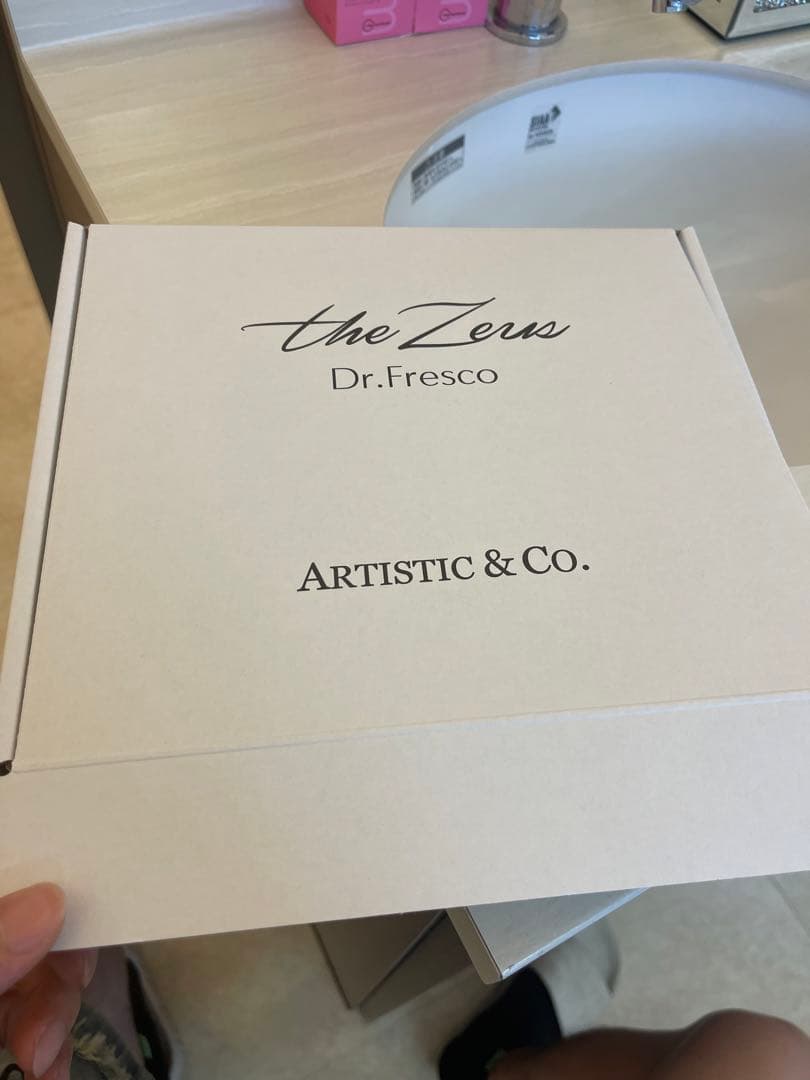 the Zeus
Dr.Fresco
ARTISTIC & CO.